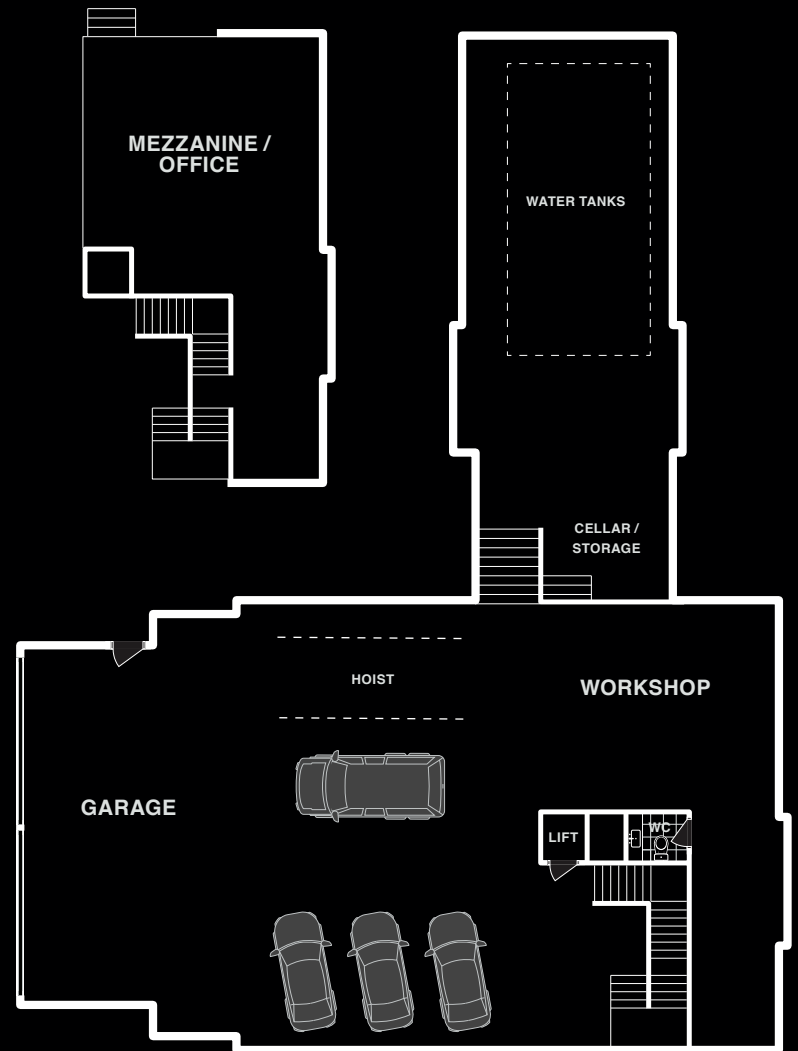 MEZZANINE /
OFFICE
WATER TANKS
CELLAR /
STORAGE
HOIST
WORKSHOP
GARAGE
LIFT
WC